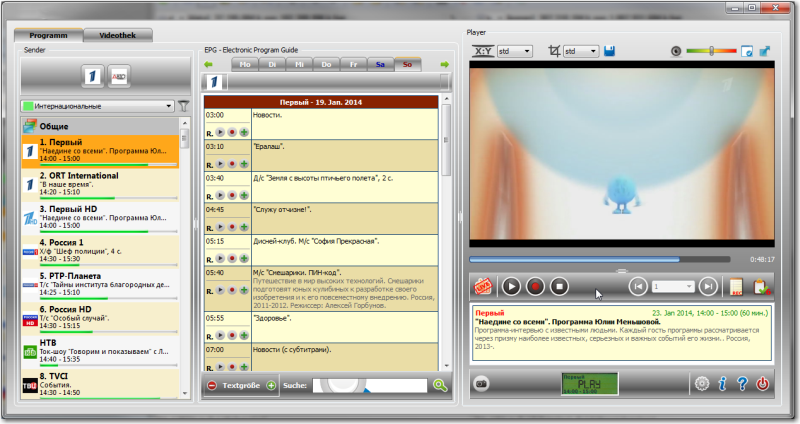 Programm
Videothek
Sender
Интернациональные
Общие
1. Первый
"Наедине со всеми". Программа Юл...
14:00 - 15:00
2. ORT International
"В наше время".
14:20 - 15:10
3. Первый HD
"Наедине со всеми". Программа Юл...
14:00 - 15:00
4. Россия 1
Х/ф "Шеф полиции", 4 с.
14:30 - 15:30
5. РТР-Планета
Т/с "Тайны института благородных де...
14:25 - 15:10
6. Россия HD
Т/с "Особый случай".
14:30 - 15:15
НТВ
Ток-шоу "Говорим и показываем" с Л...
14:40 - 15:35
8. TVCI
События.
14:30 - 14:50
EPG - Electronic Program Guide
Mo Di Mi Do Fr Sa So
Первый - 19. Jan. 2014
03:00 Новости.
R.
03:10 "Ералаш".
R.
03:40 Д/с "Земля с высоты птичьего полета", 2 с.
R.
04:45 "Служу отчизне!".
R.
05:15 Дисней-клуб. М/с "София Прекрасная".
R.
05:40 М/с "Смешарики. ПИН-код".
Путешествие в мир высоких технологий. Смешарики
R. подготовят юных кулибиных к разработке своего
изобретения и к его повсеместному внедрению. Россия,
2011-2012. Режиссер: Алексей Горбунов.
05:55 "Здоровье".
R.
07:00 Новости (с субтитрами).
R.
Textgröße
Suche:
Player
X:Y std std
0:48:17
LIVE
1
REC
Первый 23. Jan 2014, 14:00 - 15:00 (60 мин.)
"Наедине со всеми". Программа Юлии Меньшовой.
Программа-интервью с известными людьми. Каждый гость программы рассматривается
через призму наиболее известных, серьезных и важных событий его жизни.. Россия,
2013-.
Первый
PLAY
14:00 - 15:00